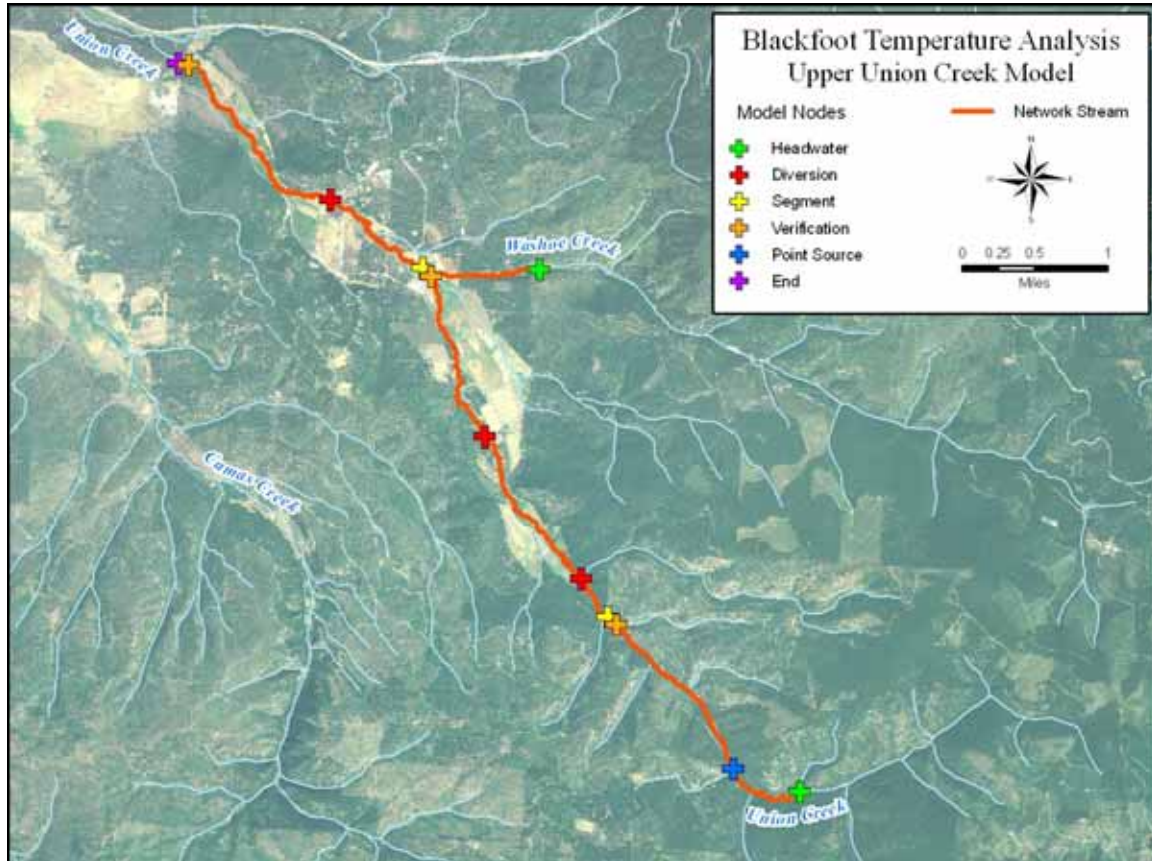 Union Creek
Blackfoot Temperature Analysis
Upper Union Creek Model
Model Nodes
Network Stream
Headwater
Diversion
Segment
Verification
Point Source
End
N
W
E
S
0 0.25 0.5 1
Miles
Washoe Creek
Camas Creek
Union Creek